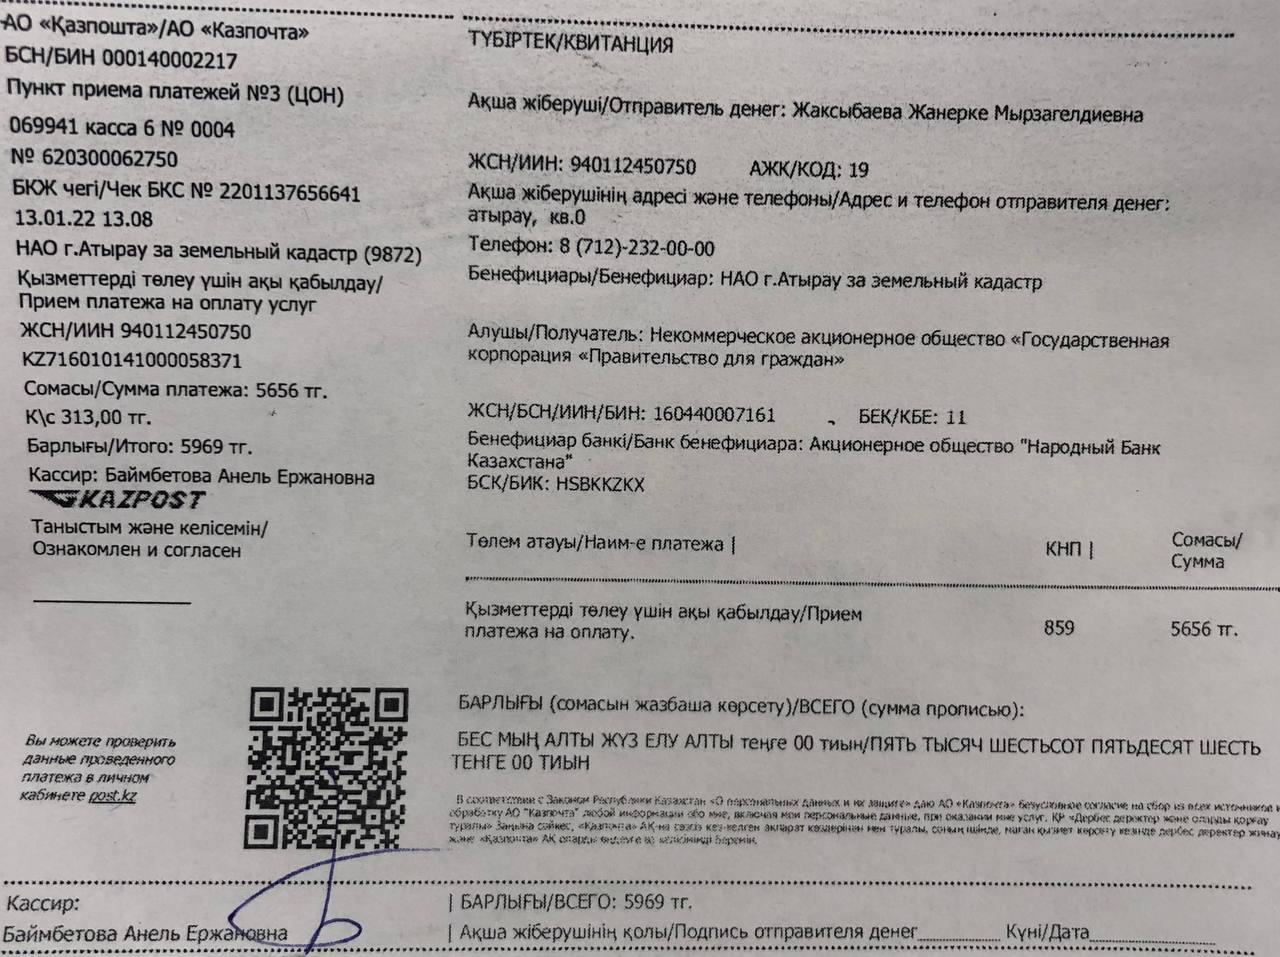 АО «Қазпошта»/АО «Казпочта»
БСН/БИН 000140002217
Пункт приема платежей №3 (ЦОН)
069941 касса 6 № 0004
№ 620300062750
БКЖ чегі/Чек БКС № 2201137656641
13.01.22 13.08
НАО г.Атырау за земельный кадастр (9872)
Қызметтерді төлеу үшін ақы қабылдау/
Прием платежа на оплату услуг
ЖСН/ИИН 940112450750
KZ716010141000058371
Сомасы/Сумма платежа: 5656 тг.
К\с 313,00 тг.
Барлығы/Итого: 5969 тг.
Кассир: Баймбетова Анель Ержановна
KAZPOST
Таныстым және келісемін/
Ознакомлен и согласен
Вы можете проверить
данные проведенного
платежа в личном
кабинете post.kz
ТҮБІРТЕК/КВИТАНЦИЯ
Ақша жіберуші/Отправитель денег: Жаксыбаева Жанерке Мырзагелдиевна
ЖСН/ИИН: 940112450750 АЖК/КОД: 19
Ақша жіберушінің адресі және телефоны/Адрес и телефон отправителя денег:
атырау, кв.0
Телефон: 8 (712)-232-00-00
Бенефициары/Бенефициар: НАО г.Атырау за земельный кадастр
Алушы/Получатель: Некоммерческое акционерное общество «Государственная
корпорация «Правительство для граждан»
ЖСН/БСН/ИИН/БИН: 160440007161 БЕК/КБЕ: 11
Бенефициар банкі/Банк бенефициара: Акционерное общество "Народный Банк
Казахстана"
БСК/БИК: HSBKKZKX
Төлем атауы/Наим-е платежа | КНП | Сомасы/
Сумма
Қызметтерді төлеу үшін ақы қабылдау/Прием
платежа на оплату. 859 5656 тг.
БАРЛЫҒЫ (сомасын жазбаша көрсету)/ВСЕГО (сумма прописью):
БЕС МЫҢ АЛТЫ ЖҮЗ ЕЛУ АЛТЫ теңге 00 тиын/ПЯТЬ ТЫСЯЧ ШЕСТЬСОТ ПЯТЬДЕСЯТ ШЕСТЬ
ТЕНГЕ 00 ТИЫН
В соответствии с Законом Республики Казахстан «О персональных данных и их защите» даю АО «Казпочта» безусловное согласие на сбор из всех источников и
обработку АО "Казпочта" любой информации обо мне, включая мои персональные данные, при оказании мне услуг. ҚР «Дербес деректер және оларды қорғау
туралы» Заңына сәйкес, «Қазпошта» АҚ-на сөзсіз кез-келген ақпарат көздерінен мен туралы, соның ішінде, маған қызмет көрсету кезінде дербес деректер жинау
және «Қазпошта» АҚ оларды өңдеуге өз келісімімді беремін.
Кассир: | БАРЛЫҒЫ/ВСЕГО: 5969 тг.
Баймбетова Анель Ержановна | Ақша жіберушінің қолы/Подпись отправителя денег Күні/Дата